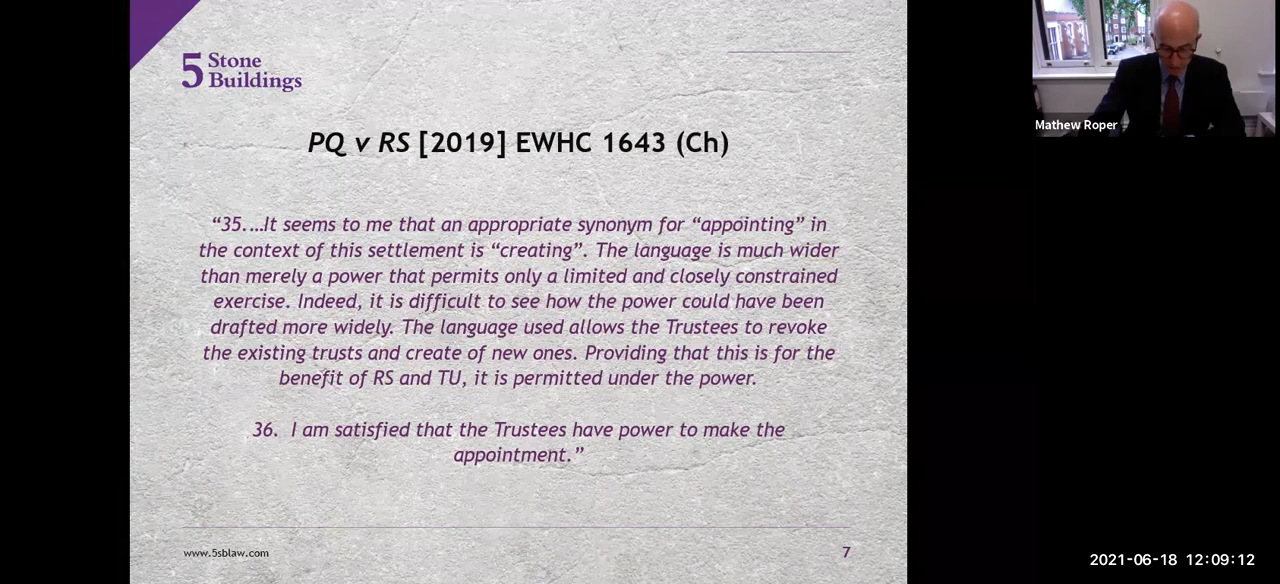 5 Stone
Buildings
PQ v RS [2019] EWHC 1643 (Ch)
“35.…It seems to me that an appropriate synonym for “appointing” in
the context of this settlement is “creating”. The language is much wider
than merely a power that permits only a limited and closely constrained
exercise. Indeed, it is difficult to see how the power could have been
drafted more widely. The language used allows the Trustees to revoke
the existing trusts and create of new ones. Providing that this is for the
benefit of RS and TU, it is permitted under the power.
36. I am satisfied that the Trustees have power to make the
appointment.”
www.5sblaw.com
7
Mathew Roper
2021-06-18 12:09:12